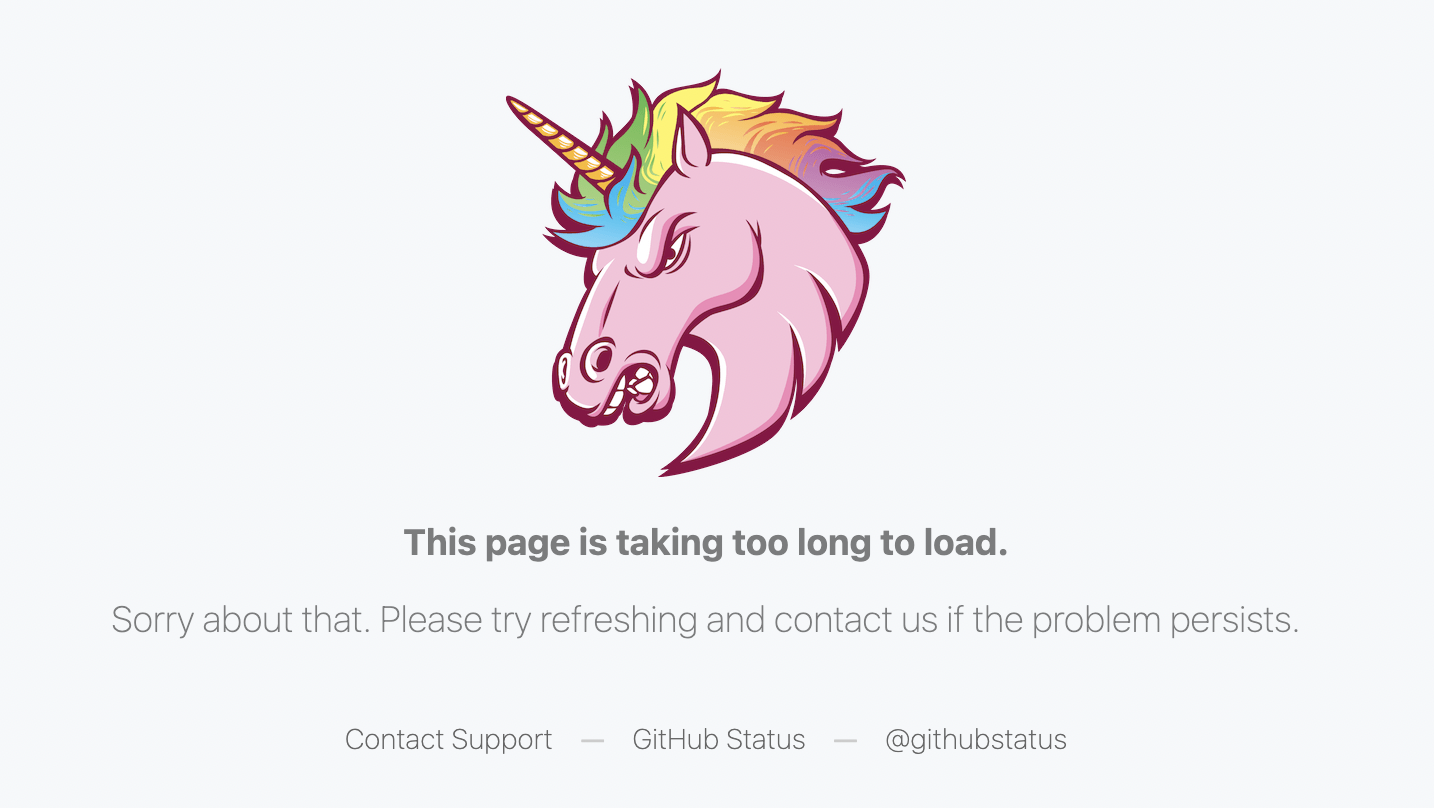 This page is taking too long to load.
Sorry about that. Please try refreshing and contact us if the problem persists.
Contact Support — GitHub Status — @githubstatus